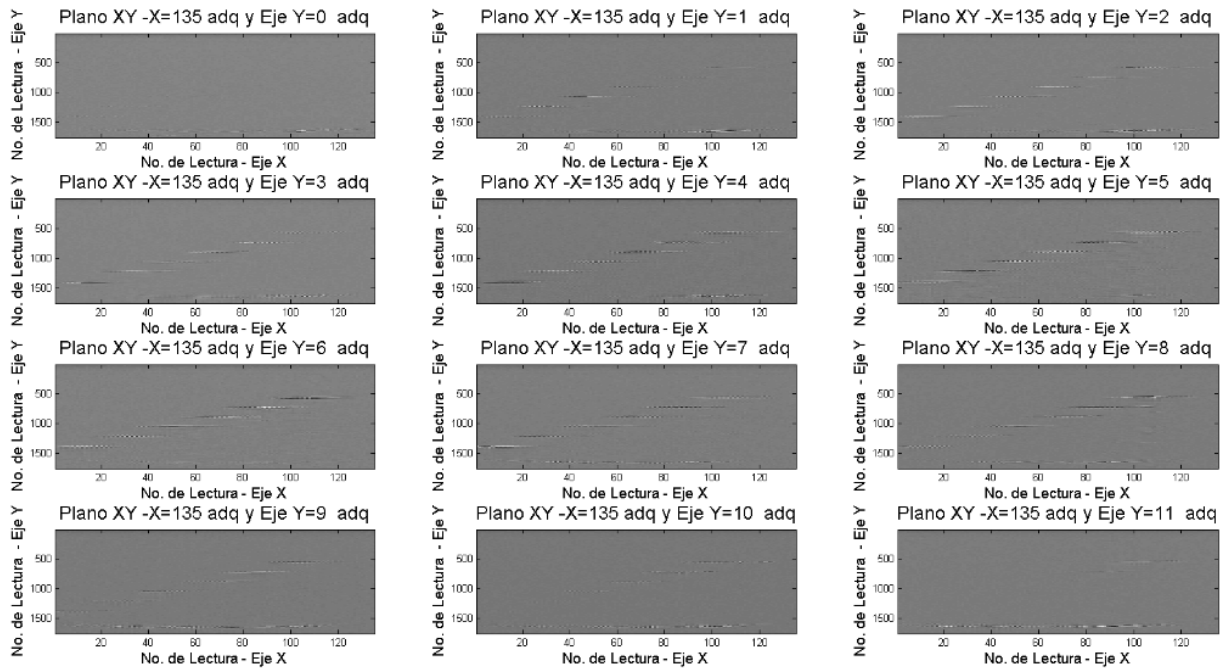 Plano XY -X=135 adq y Eje Y=0 adq
No. de Lectura - Eje Y
500
1000
1500
20 40 60 80 100 120
No. de Lectura - Eje X
Plano XY -X=135 adq y Eje Y=1 adq
No. de Lectura - Eje Y
500
1000
1500
20 40 60 80 100 120
No. de Lectura - Eje X
Plano XY -X=135 adq y Eje Y=2 adq
No. de Lectura - Eje Y
500
1000
1500
20 40 60 80 100 120
No. de Lectura - Eje X
Plano XY -X=135 adq y Eje Y=3 adq
No. de Lectura - Eje Y
500
1000
1500
20 40 60 80 100 120
No. de Lectura - Eje X
Plano XY -X=135 adq y Eje Y=4 adq
No. de Lectura - Eje Y
500
1000
1500
20 40 60 80 100 120
No. de Lectura - Eje X
Plano XY -X=135 adq y Eje Y=5 adq
No. de Lectura - Eje Y
500
1000
1500
20 40 60 80 100 120
No. de Lectura - Eje X
Plano XY -X=135 adq y Eje Y=6 adq
No. de Lectura - Eje Y
500
1000
1500
20 40 60 80 100 120
No. de Lectura - Eje X
Plano XY -X=135 adq y Eje Y=7 adq
No. de Lectura - Eje Y
500
1000
1500
20 40 60 80 100 120
No. de Lectura - Eje X
Plano XY -X=135 adq y Eje Y=8 adq
No. de Lectura - Eje Y
500
1000
1500
20 40 60 80 100 120
No. de Lectura - Eje X
Plano XY -X=135 adq y Eje Y=9 adq
No. de Lectura - Eje Y
500
1000
1500
20 40 60 80 100 120
No. de Lectura - Eje X
Plano XY -X=135 adq y Eje Y=10 adq
No. de Lectura - Eje Y
500
1000
1500
20 40 60 80 100 120
No. de Lectura - Eje X
Plano XY -X=135 adq y Eje Y=11 adq
No. de Lectura - Eje Y
500
1000
1500
20 40 60 80 100 120
No. de Lectura - Eje X